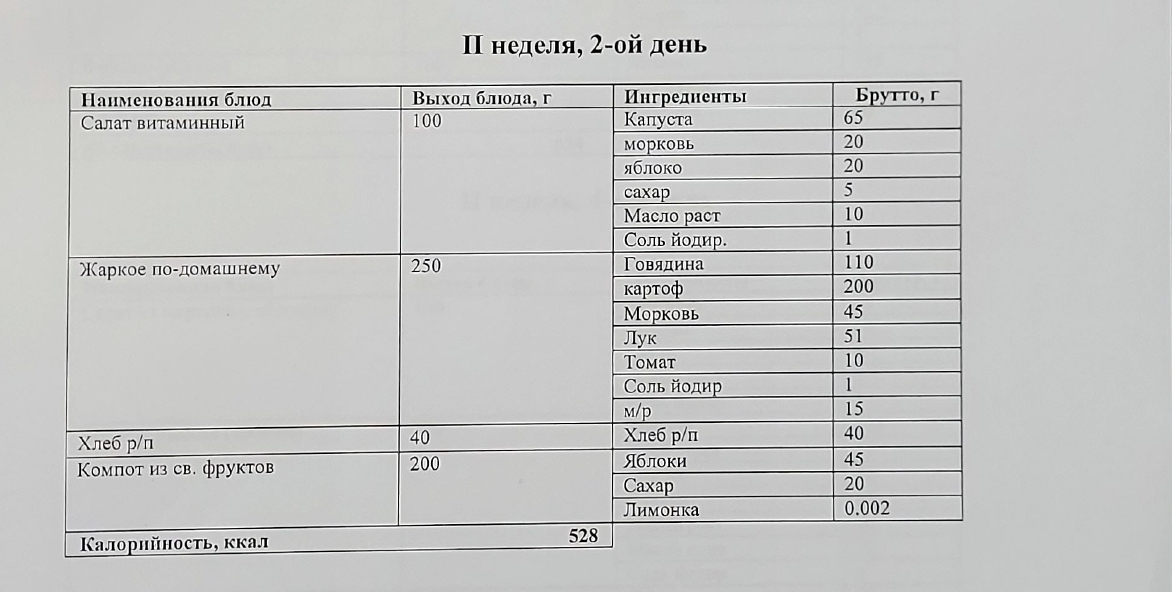 II неделя, 2-ой день
Наименования блюд Выход блюда, г Ингредиенты Брутто, г
Салат витаминный 100 Капуста 65
морковь 20
яблоко 20
сахар 5
Масло раст 10
Соль йодир. 1
Жаркое по-домашнему 250 Говядина 110
картоф 200
Морковь 45
Лук 51
Томат 10
Соль йодир 1
м/р 15
Хлеб р/п 40 Хлеб р/п 40
Компот из св. фруктов 200 Яблоки 45
Сахар 20
Лимонка 0.002
Калорийность, ккал 528